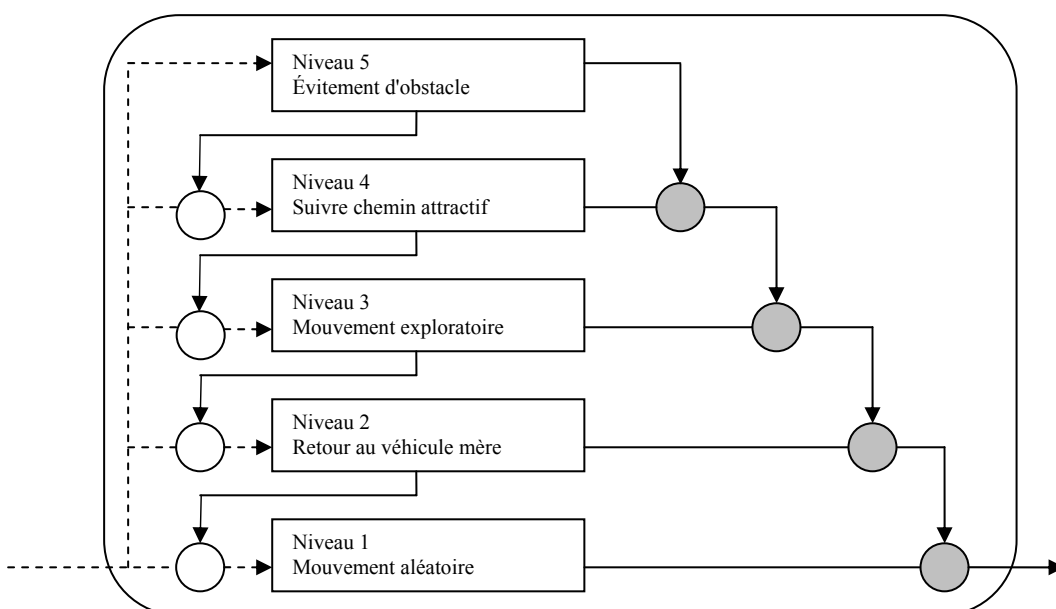 Niveau 5
Évitement d'obstacle
Niveau 4
Suivre chemin attractif
Niveau 3
Mouvement exploratoire
Niveau 2
Retour au véhicule mère
Niveau 1
Mouvement aléatoire